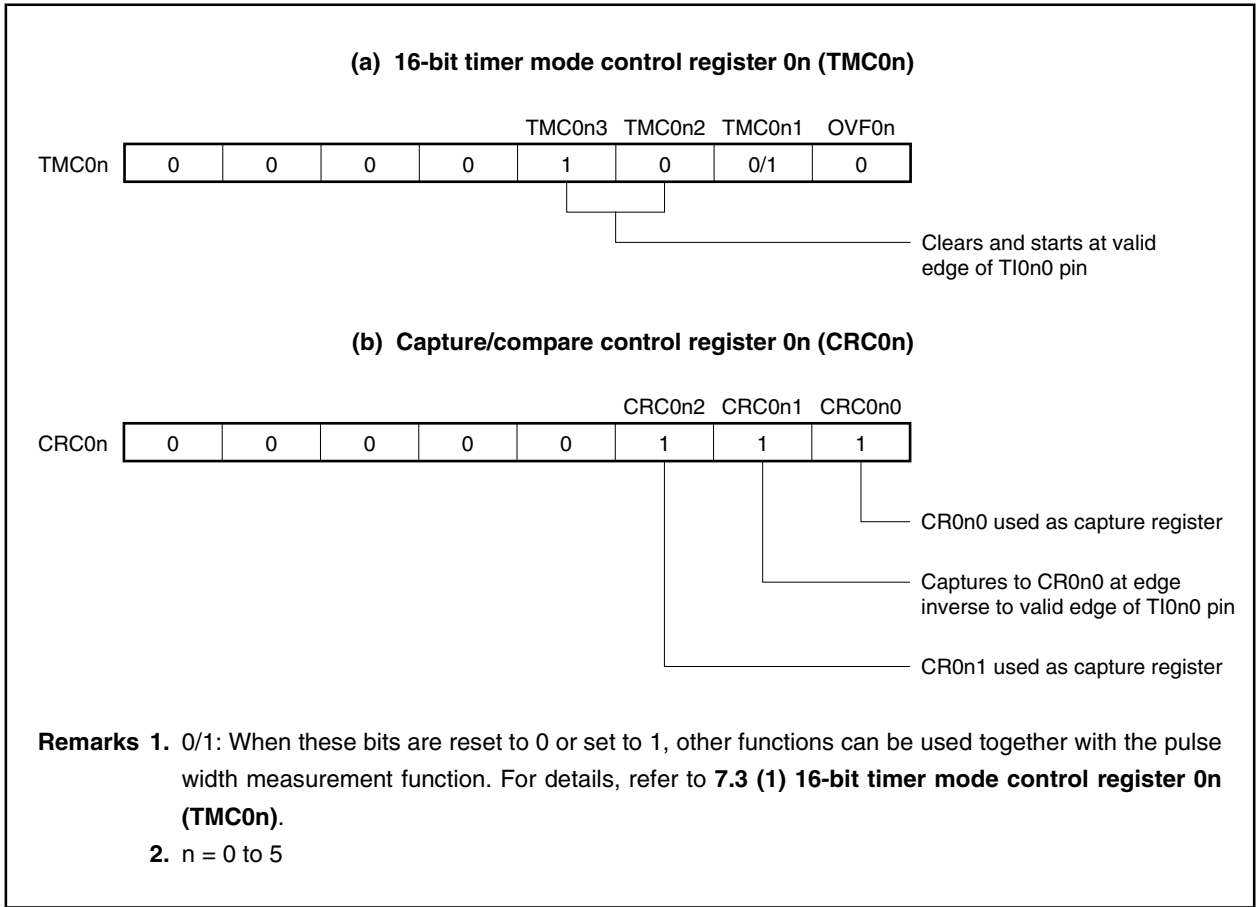 (a) 16-bit timer mode control register 0n (TMC0n)
TMC0n3 TMC0n2 TMC0n1 OVF0n
TMC0n 0 0 0 0 1 0 0/1 0
Clears and starts at valid
edge of TI0n0 pin
(b) Capture/compare control register 0n (CRC0n)
CRC0n2 CRC0n1 CRC0n0
CRC0n 0 0 0 0 0 1 1 1
CR0n0 used as capture register
Captures to CR0n0 at edge
inverse to valid edge of TI0n0 pin
CR0n1 used as capture register
Remarks 1. 0/1: When these bits are reset to 0 or set to 1, other functions can be used together with the pulse
width measurement function. For details, refer to 7.3 (1) 16-bit timer mode control register 0n
(TMC0n).
2. n = 0 to 5